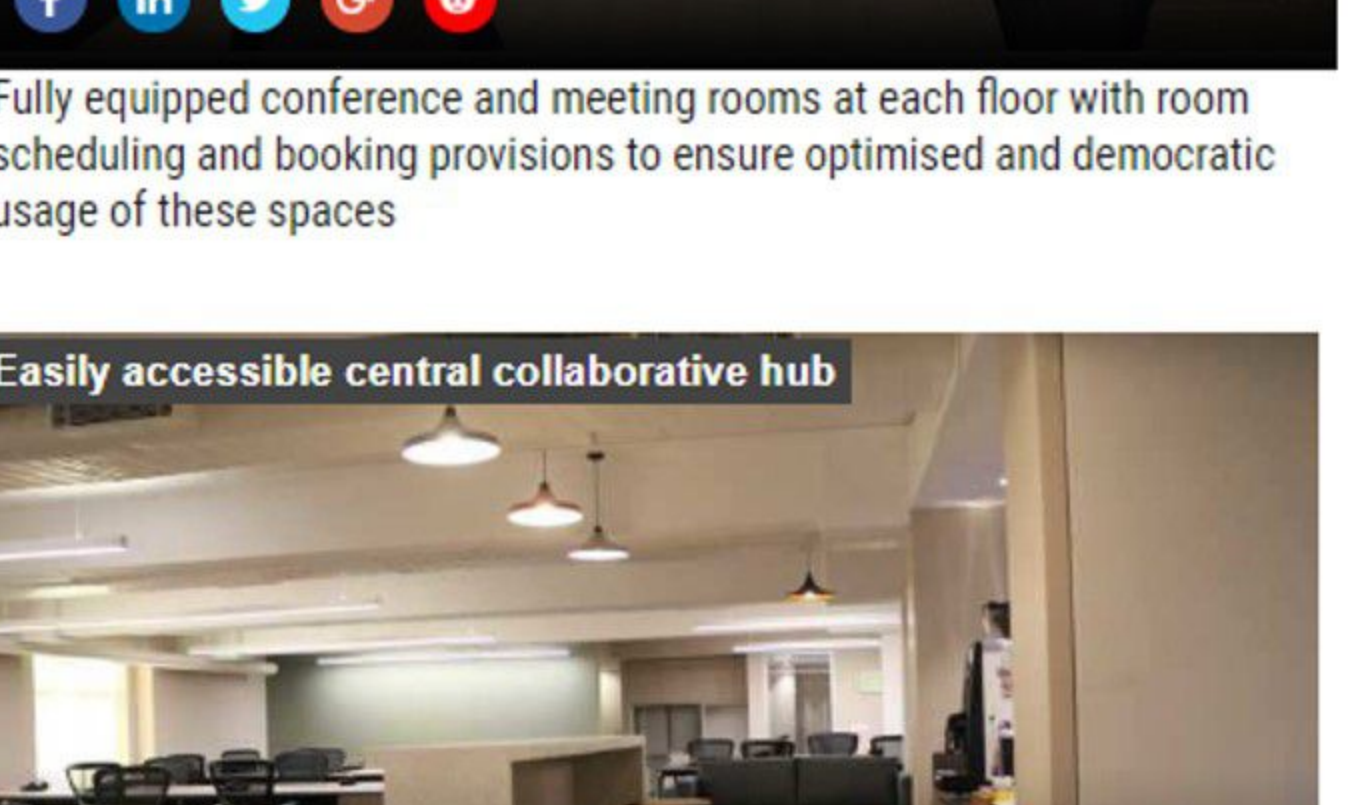 Fully equipped conference and meeting rooms at each floor with room
scheduling and booking provisions to ensure optimised and democratic
usage of these spaces
Easily accessible central collaborative hub